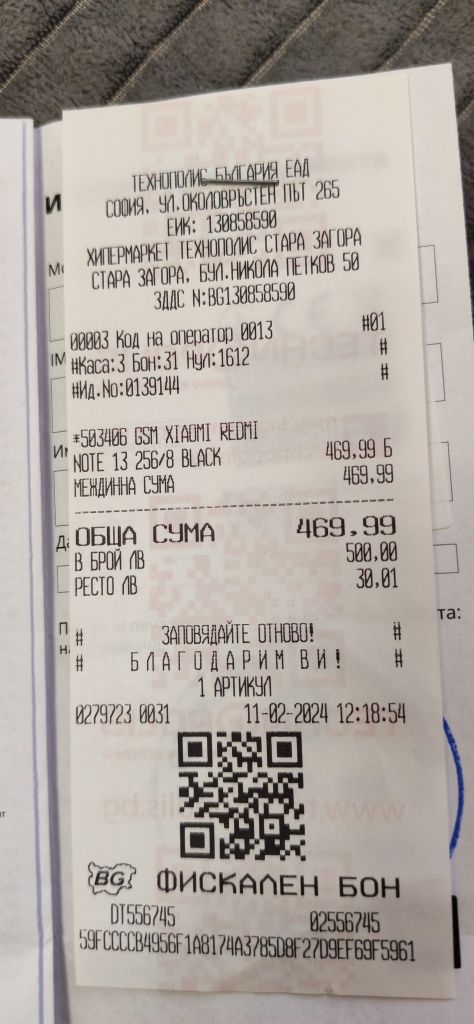 ТЕХНОПОЛИС БЪЛГАРИЯ ЕАД
СОФИЯ, УЛ.ОКОЛОВРЪСТЕН ПЪТ 265
ЕИК: 130858590
ХИПЕРМАРКЕТ ТЕХНОПОЛИС СТАРА ЗАГОРА
СТАРА ЗАГОРА, БУЛ.НИКОЛА ПЕТКОВ 50
ЗДДС N:BG130858590
00003 Код на оператор 0013 #01
#Каса:3 Бон:31 Нул:1612 #
#Ид.No:0139144 #
*503406 GSM XIAOMI REDMI
NOTE 13 256/8 BLACK 469,99 Б
МЕЖДИННА СУМА 469,99
ОБЩА СУМА 469,99
В БРОЙ ЛВ 500,00
РЕСТО ЛВ 30,01
# ЗАПОВЯДАЙТЕ ОТНОВО! #
# Б Л А Г О Д А Р И М В И ! #
1 АРТИКУЛ
0279723 0031 11-02-2024 12:18:54
BG ФИСКАЛЕН БОН
DT556745 02556745
59FCCCCB4956F1A8174A3785D8F27D9EF69F5961
та: